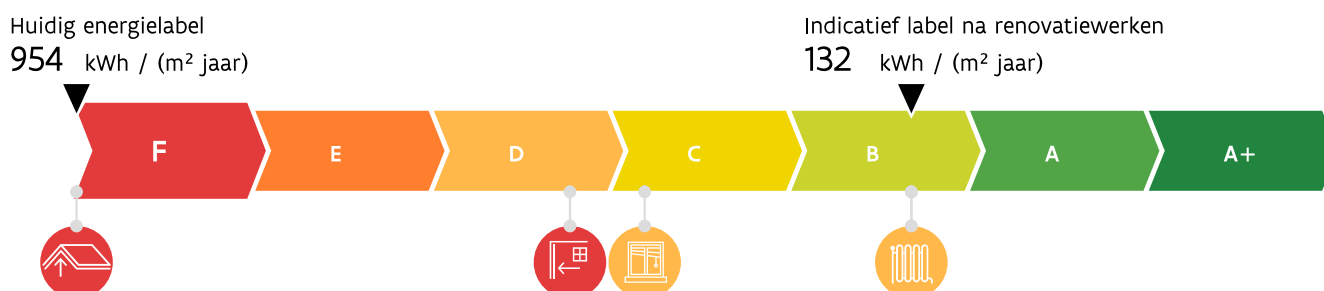 Huidig energielabel
954 kWh / (m² jaar)
Indicatief label na renovatiewerken
132 kWh / (m² jaar)
F E D C B A A+